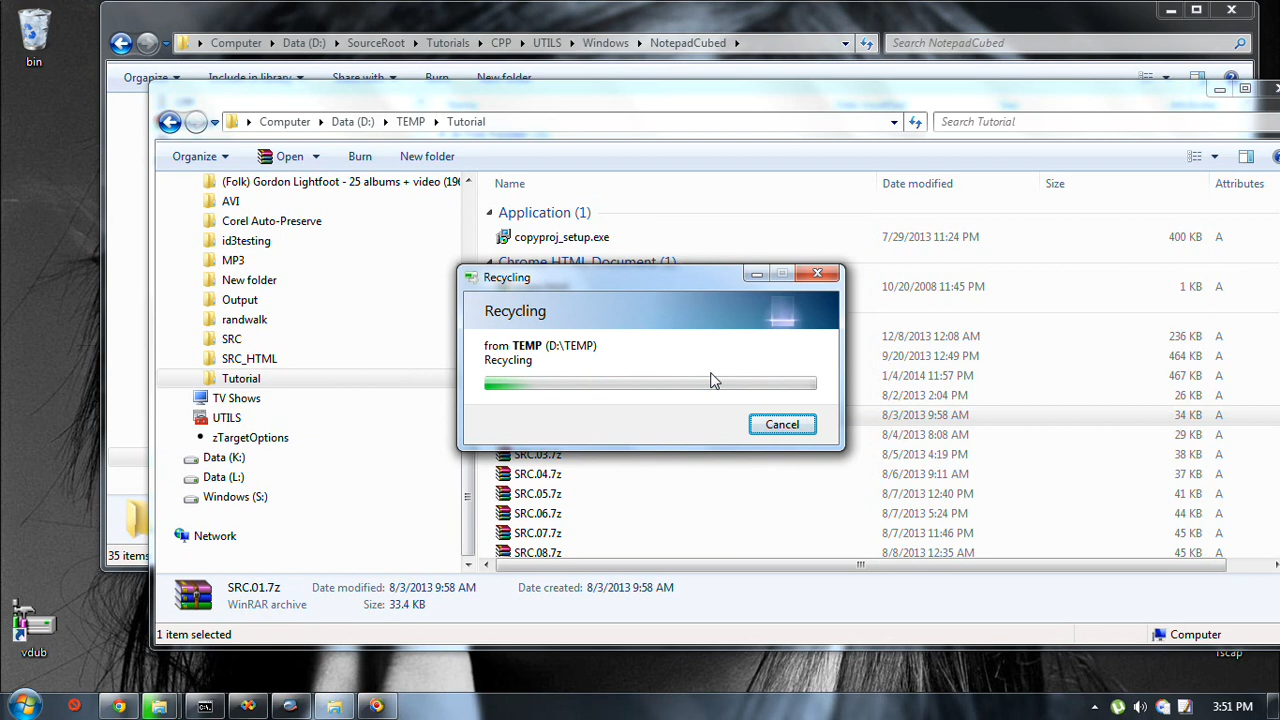 bin
Computer Data (D:) SourceRoot Tutorials CPP UTILS Windows NotepadCubed
Search NotepadCubed
Organize Include in library Share with Burn New folder
Computer Data (D:) TEMP Tutorial
Search Tutorial
Organize Open Burn New folder
(Folk) Gordon Lightfoot - 25 albums + video (196
AVI
Corel Auto-Preserve
id3testing
MP3
New folder
Output
randwalk
SRC
SRC_HTML
Tutorial
TV Shows
UTILS
zTargetOptions
Data (K:)
Data (L:)
Windows (S:)
Network
Name Date modified Size Attributes
Application (1)
copyproj_setup.exe 7/29/2013 11:24 PM 400 KB A
Chrome HTML Document (1)
10/20/2008 11:45 PM 1 KB A
12/8/2013 12:08 AM 236 KB A
9/20/2013 12:49 PM 464 KB A
1/4/2014 11:57 PM 467 KB A
8/2/2013 2:04 PM 26 KB A
8/3/2013 9:58 AM 34 KB A
8/4/2013 8:08 AM 29 KB A
SRC.03.7z 8/5/2013 4:19 PM 38 KB A
SRC.04.7z 8/6/2013 9:11 AM 37 KB A
SRC.05.7z 8/7/2013 12:40 PM 41 KB A
SRC.06.7z 8/7/2013 5:24 PM 44 KB A
SRC.07.7z 8/7/2013 11:46 PM 45 KB A
SRC.08.7z 8/8/2013 12:35 AM 45 KB A
Recycling
Recycling
from TEMP (D:\TEMP)
Recycling
Cancel
35 items
SRC.01.7z Date modified: 8/3/2013 9:58 AM Date created: 8/3/2013 9:58 AM
WinRAR archive Size: 33.4 KB
1 item selected
Computer
vdub
3:51 PM